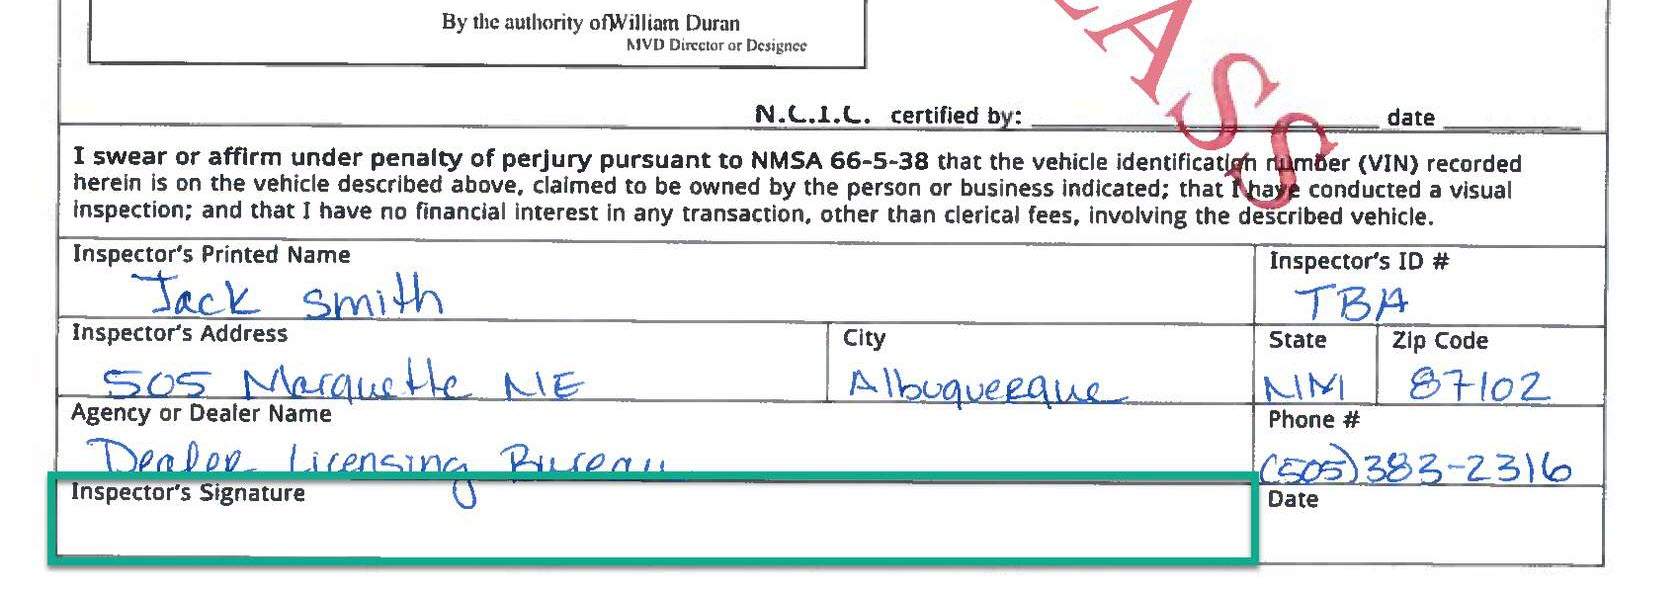 By the authority of William Duran
MVD Director or Designee
ASS
N.C.I.C. certified by: date
I swear or affirm under penalty of perjury pursuant to NMSA 66-5-38 that the vehicle identification number (VIN) recorded
herein is on the vehicle described above, claimed to be owned by the person or business indicated; that I have conducted a visual
inspection; and that I have no financial interest in any transaction, other than clerical fees, involving the described vehicle.
Inspector's Printed Name Inspector's ID #
Jack Smith TBA
Inspector's Address City State Zip Code
505 Marquette NE Albuquerque NM 87102
Agency or Dealer Name Phone #
Dealer Licensing Bureau (505)383-2316
Inspector's Signature Date